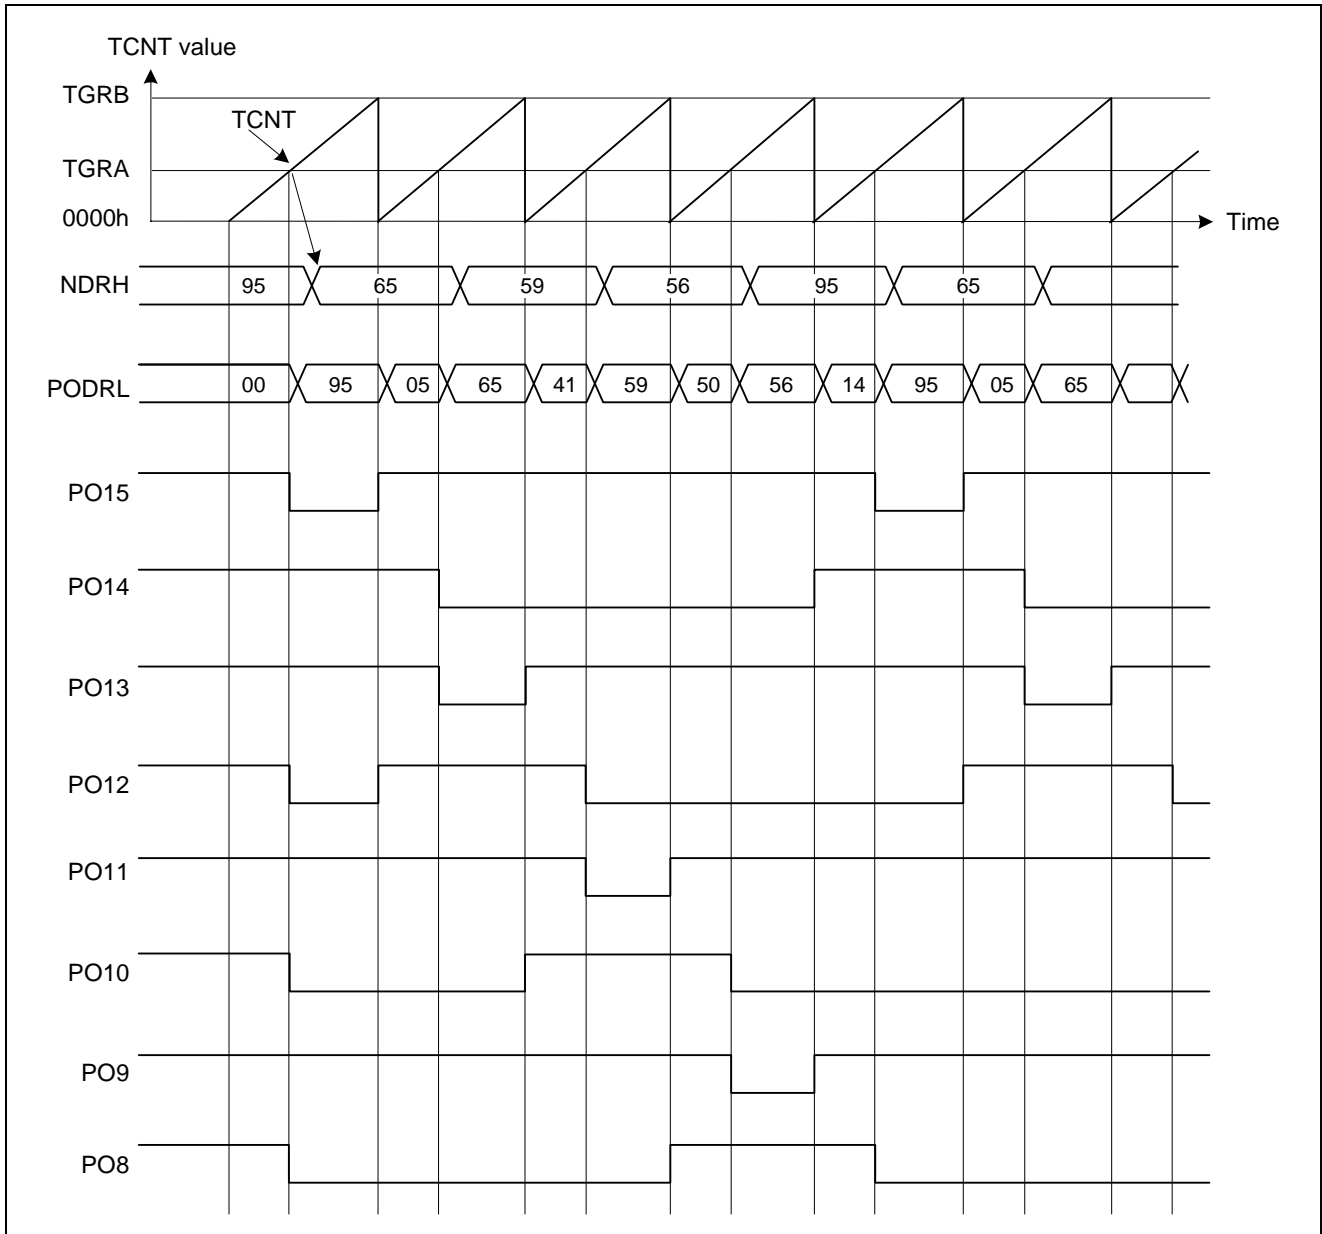 TCNT value
TGRB
TCNT
TGRA
0000h
Time
NDRH 95 65 59 56 95 65
PODRL 00 95 05 65 41 59 50 56 14 95 05 65
PO15
PO14
PO13
PO12
PO11
PO10
PO9
PO8